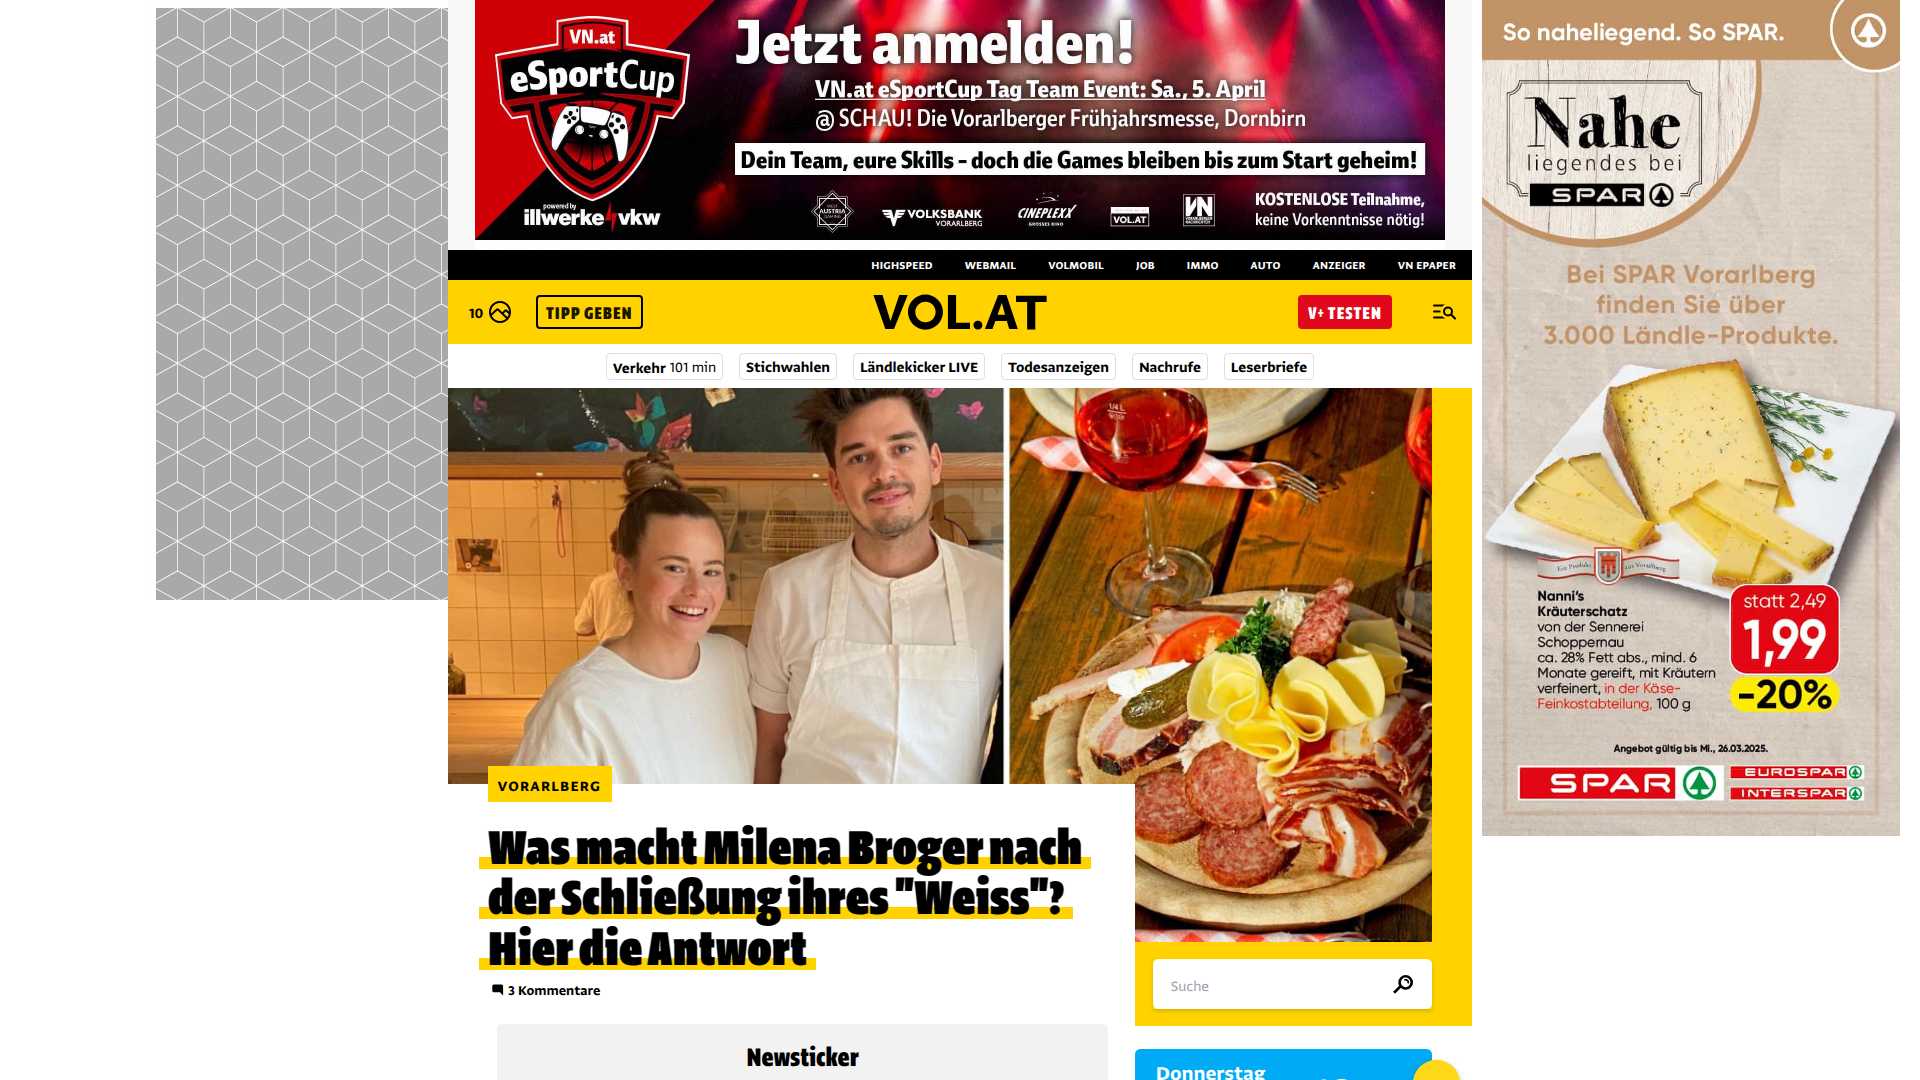 VN.at
eSportCup
powered by
illwerke vkw
Jetzt anmelden!
VN.at eSportCup Tag Team Event: Sa., 5. April
@ SCHAU! Die Vorarlberger Frühjahrsmesse, Dornbirn
Dein Team, eure Skills – doch die Games bleiben bis zum Start geheim!
AUSTRIA
VOLKSBANK
VORARLBERG
CINEPLEXX
VOL.AT
VN
KOSTENLOSE Teilnahme,
keine Vorkenntnisse nötig!
HIGHSPEED WEBMAIL VOLMOBIL JOB IMMO AUTO ANZEIGER VN EPAPER
10
TIPP GEBEN
VOL.AT
V+ TESTEN
Verkehr 101 min
Stichwahlen
Ländlekicker LIVE
Todesanzeigen
Nachrufe
Leserbriefe
1/4 L
VORARLBERG
Was macht Milena Broger nach
der Schließung ihres "Weiss"?
Hier die Antwort
3 Kommentare
Newsticker
Suche
Donnerstag
So naheliegend. So SPAR.
Nahe
liegendes bei
SPAR
Bei SPAR Vorarlberg
finden Sie über
3.000 Ländle-Produkte.
Ein Produkt aus Vorarlberg
Nanni's
Kräuterschatz
von der Sennerei
Schoppernau
ca. 28% Fett abs., mind. 6
Monate gereift, mit Kräutern
verfeinert, in der Käse-
Feinkostabteilung, 100 g
statt 2,49
1,99
-20%
Angebot gültig bis Mi., 26.03.2025.
SPAR
EUROSPAR
INTERSPAR